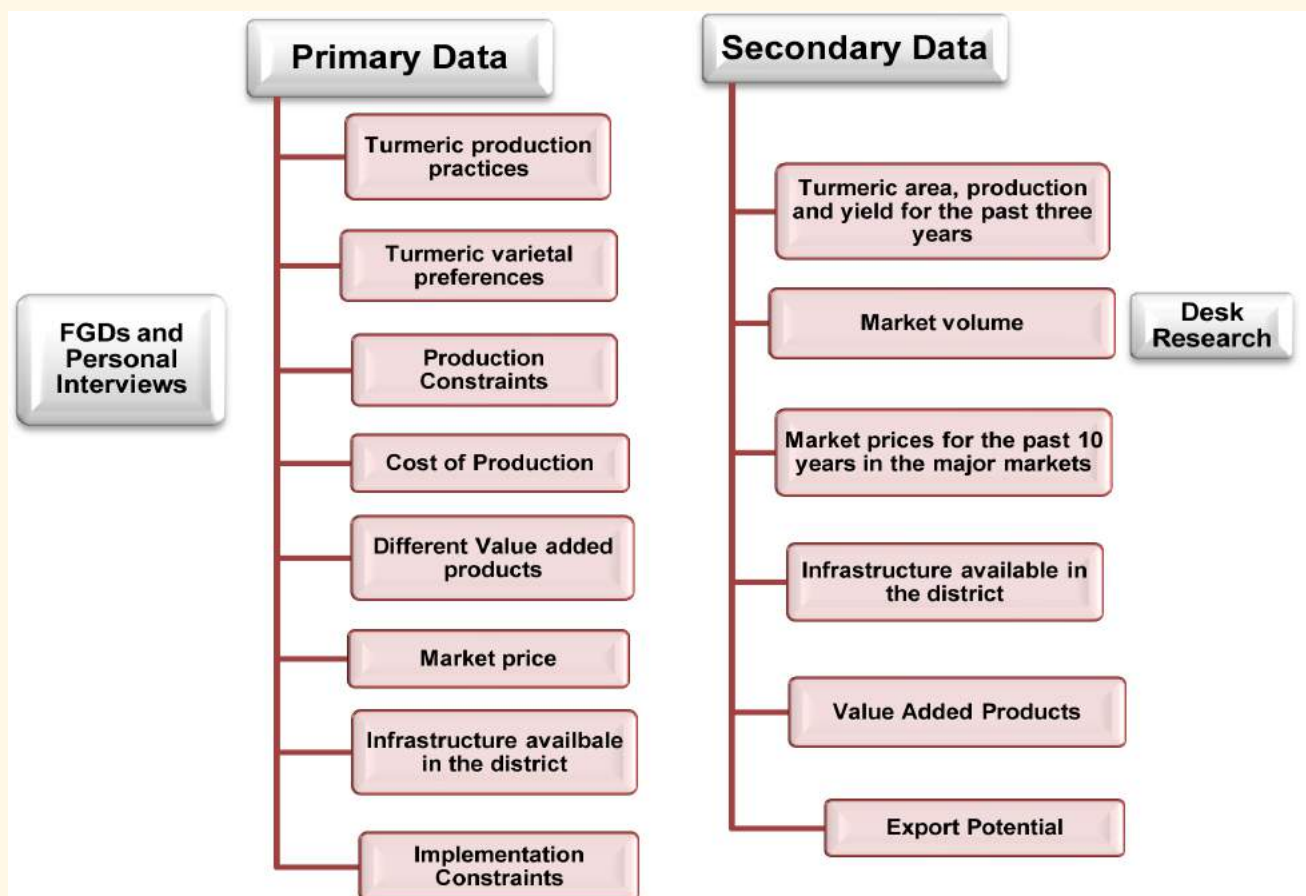 Primary Data
Turmeric production
practices
Turmeric varietal
preferences
Production
Constraints
Cost of Production
Different Value added
products
Market price
Infrastructure availbale
in the district
Implementation
Constraints
FGDs and
Personal
Interviews
Secondary Data
Turmeric area, production
and yield for the past three
years
Market volume
Market prices for the past 10
years in the major markets
Infrastructure available in
the district
Value Added Products
Export Potential
Desk
Research